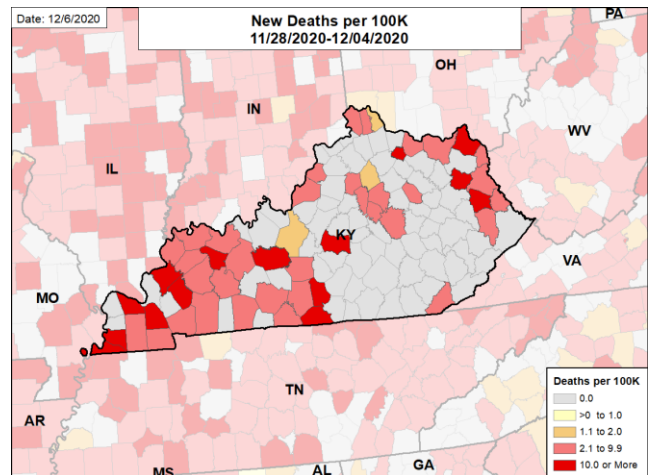 Date: 12/6/2020
New Deaths per 100K
11/28/2020-12/04/2020
PA
OH
IN
WV
IL
KY
VA
MO
TN
AR
MS
AL
GA
Deaths per 100K
0.0
>0 to 1.0
1.1 to 2.0
2.1 to 9.9
10.0 or More